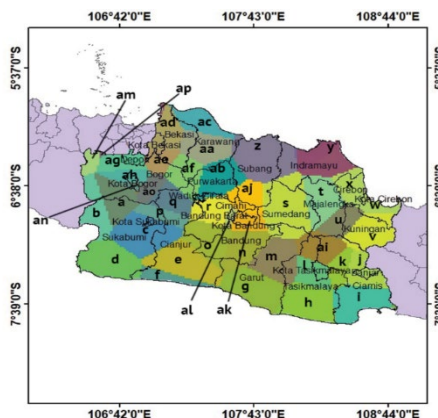 106°42'0"E 107°43'0"E 108°44'0"E
5°37'0"S
am ap
ad ac
Bekasi
Kota Bekasi
Karawang
aa
z
Subang
y
Indramayu
ag
ae
ah
Bogor
af
ab
Purwakarta
aj
Kota Bogor
ao
6°38'0"S
a
q
r
Cimahi
Bandung Barat
s
Sumedang
t
Majalengka
Cirebon
Kota Cirebon
w
an
b
p
Kota Sukabumi
c
Sukabumi
Kota Bandung
Bandung
u
Kuningan
v
Cianjur
o
n
m
ai
d
e
f
Garut
g
Kota Tasikmalaya
l
k
j
Banjar
Tasikmalaya
Ciamis
h
i
al ak
7°39'0"S
106°42'0"E 107°43'0"E 108°44'0"E